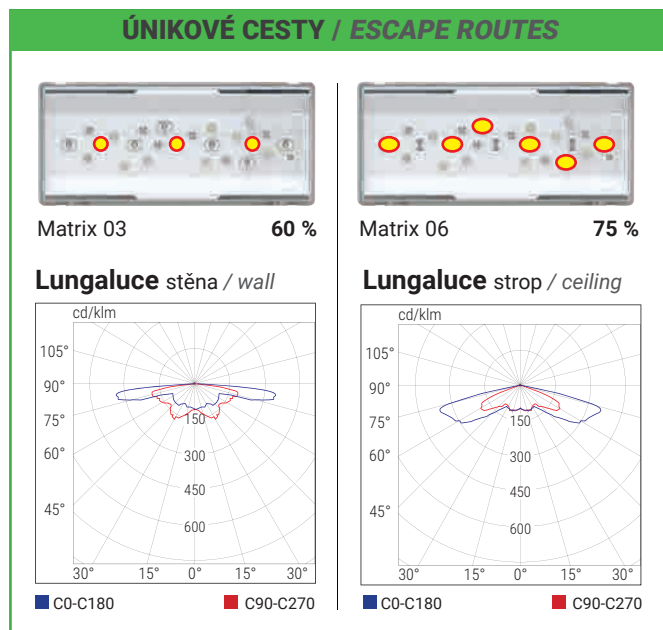 ÚNIKOVÉ CESTY / ESCAPE ROUTES
Matrix 03 60 %
Lungaluce stěna / wall
cd/klm
105°
90°
75°
60°
45°
150
300
450
600
30° 15° 0° 15° 30°
C0-C180 C90-C270
Matrix 06 75 %
Lungaluce strop / ceiling
cd/klm
105°
90°
75°
60°
45°
150
300
450
600
30° 15° 0° 15° 30°
C0-C180 C90-C270